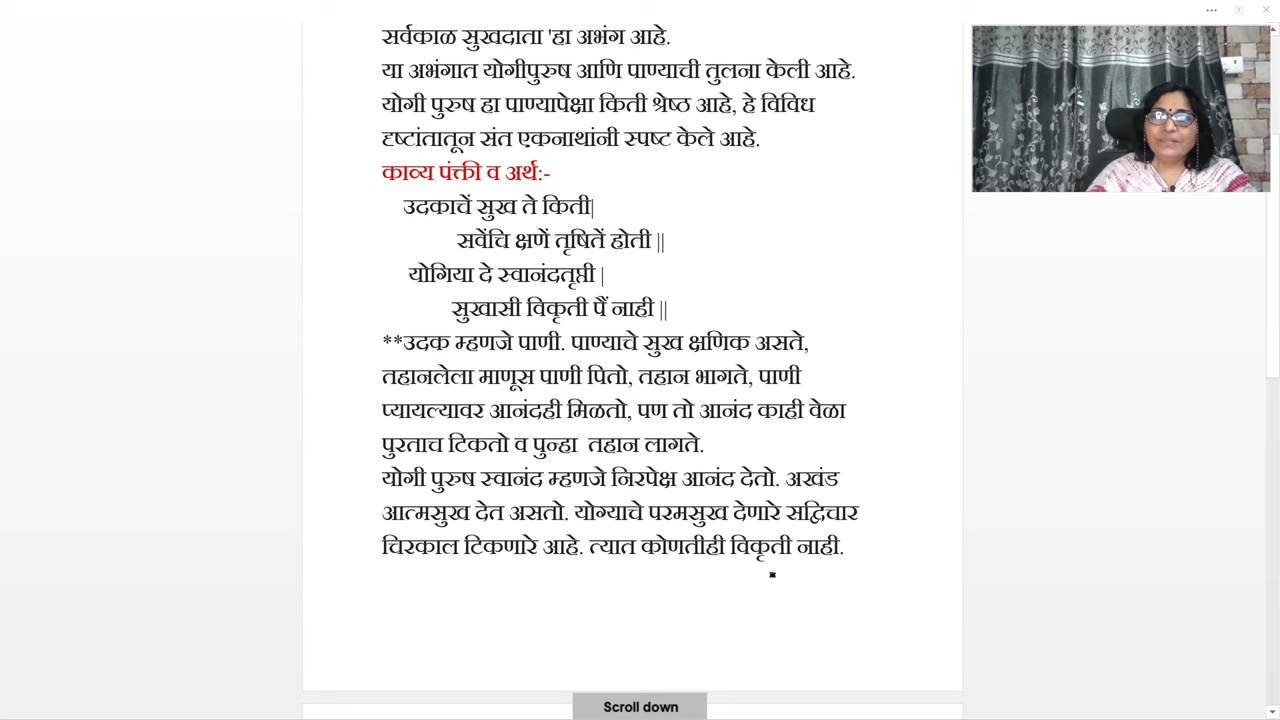 सर्वकाळ सुखदाता 'हा अभंग आहे.
या अभंगात योगीपुरुष आणि पाण्याची तुलना केली आहे.
योगी पुरुष हा पाण्यापेक्षा किती श्रेष्ठ आहे, हे विविध
दृष्टांतातून संत एकनाथांनी स्पष्ट केले आहे.
काव्य पंक्ती व अर्थ:-
उदकाचें सुख ते किती|
सवेंचि क्षणें तृषितें होती ||
योगिया दे स्वानंदतृप्ती |
सुखासी विकृती पैं नाही ||
**उदक म्हणजे पाणी. पाण्याचे सुख क्षणिक असते,
तहानलेला माणूस पाणी पितो, तहान भागते, पाणी
प्यायल्यावर आनंदही मिळतो, पण तो आनंद काही वेळा
पुरताच टिकतो व पुन्हा तहान लागते.
योगी पुरुष स्वानंद म्हणजे निरपेक्ष आनंद देतो. अखंड
आत्मसुख देत असतो. योग्याचे परमसुख देणारे सद्विचार
चिरकाल टिकणारे आहे. त्यात कोणतीही विकृती नाही.
Scroll down